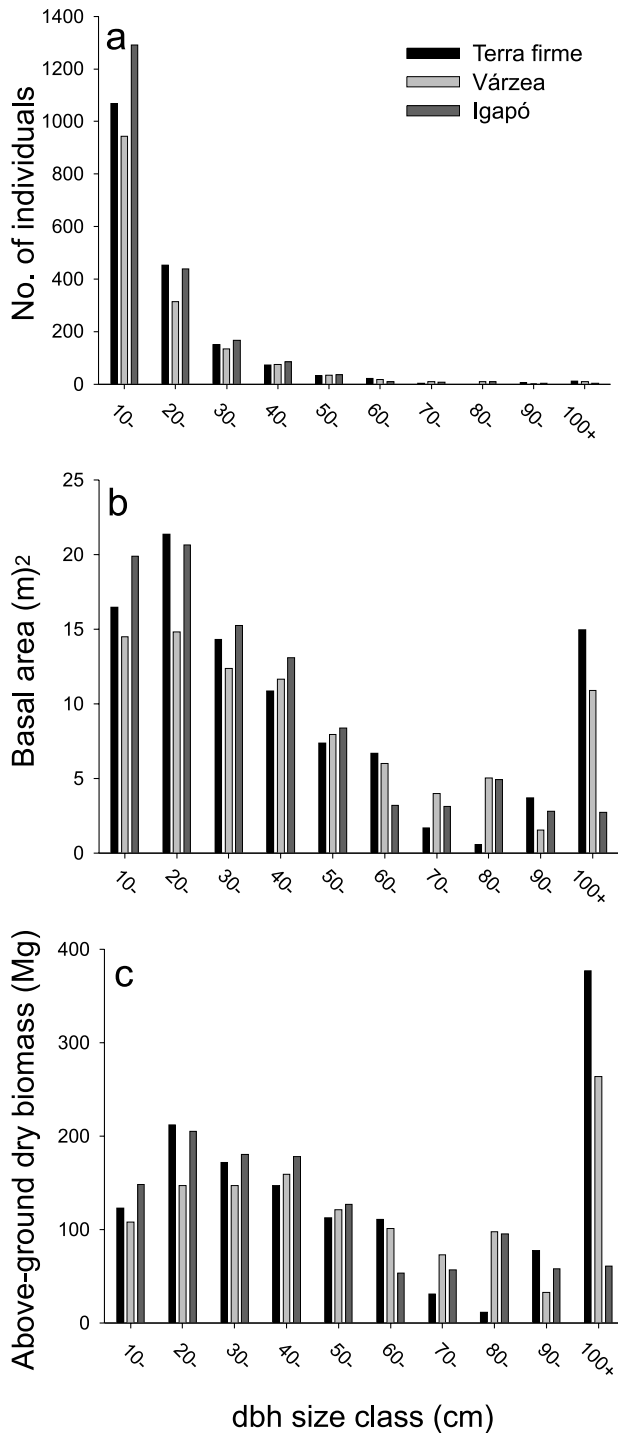 a
Terra firme
Várzea
Igapó
No. of individuals
1400
1200
1000
800
600
400
200
0
10- 20- 30- 40- 50- 60- 70- 80- 90- 100+
b
Basal area (m)2
25
20
15
10
5
0
10- 20- 30- 40- 50- 60- 70- 80- 90- 100+
c
Above-ground dry biomass (Mg)
400
300
200
100
0
10- 20- 30- 40- 50- 60- 70- 80- 90- 100+
dbh size class (cm)